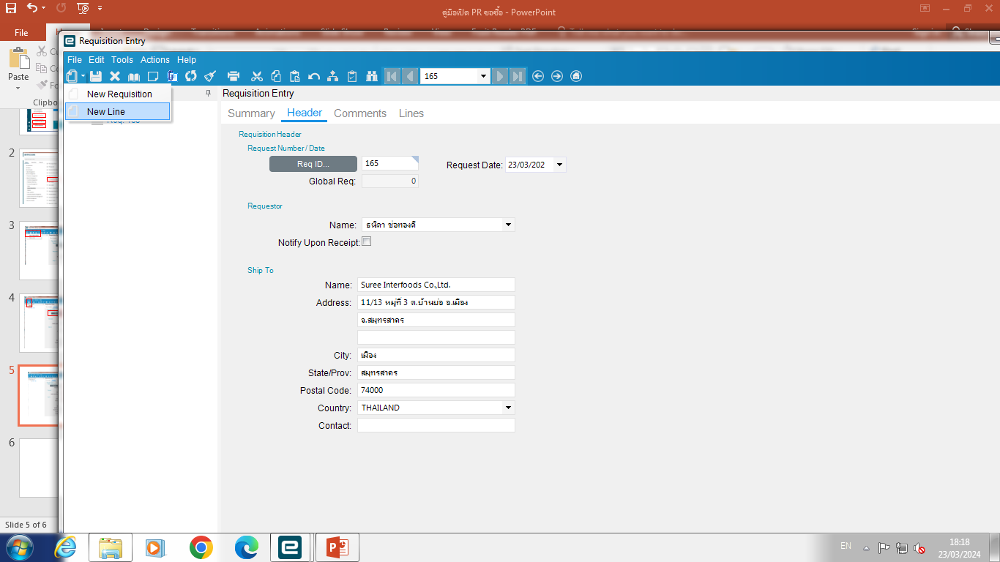 คู่มือเปิด PR ขอซื้อ - PowerPoint
File
Requisition Entry
File Edit Tools Actions Help
165
Paste
New Requisition
New Line
Requisition Entry
Clipbo
Summary Header Comments Lines
Requisition Header
Request Number / Date
Req ID... 165 Request Date: 23/03/202
Global Req: 0
Requestor
Name: ธนิดา ช่อทองดี
Notify Upon Receipt:
Ship To
Name: Suree Interfoods Co.,Ltd.
Address: 11/13 หมู่ที่ 3 ต.บ้านบ่อ อ.เมือง
จ.สมุทรสาคร
City: เมือง
State/Prov: สมุทรสาคร
Postal Code: 74000
Country: THAILAND
Contact:
2
3
4
5
6
Slide 5 of 6
EN
18:18
23/03/2024